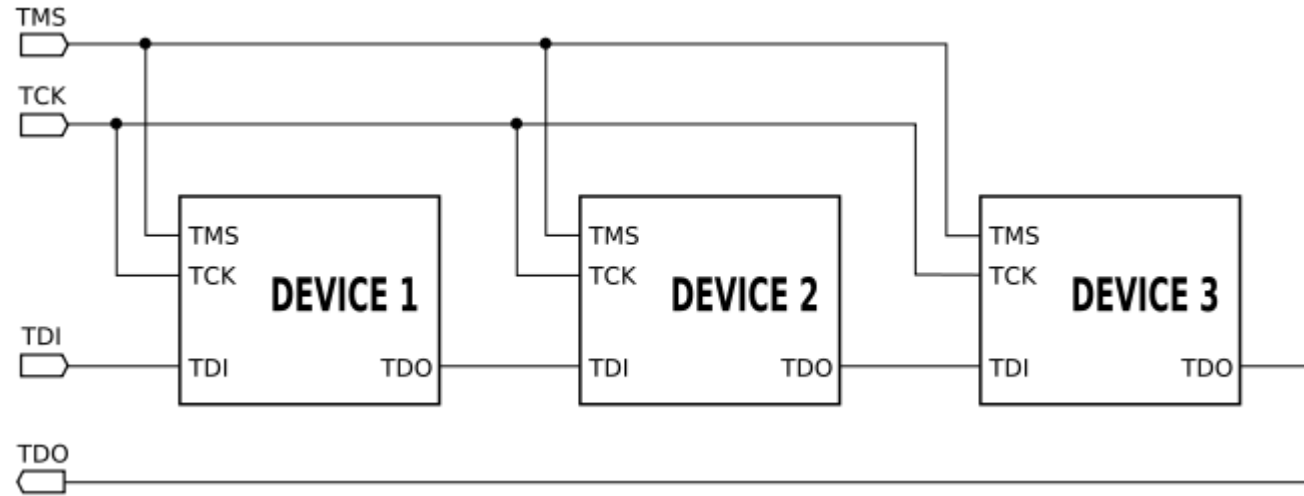 TMS
TCK
TMS
TCK
DEVICE 1
TDI
TDO
TMS
TCK
DEVICE 2
TDI
TDO
TMS
TCK
DEVICE 3
TDI
TDO
TDI
TDO